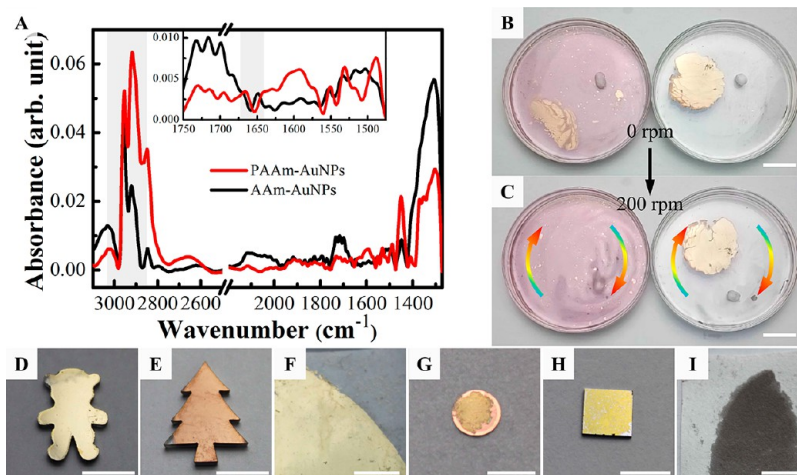 A
Absorbance (arb. unit)
0.06
0.04
0.02
0.00
0.015
0.010
0.005
0.000
1750
1700
1650
1600
1550
1500
PAAm-AuNPs
AAm-AuNPs
3000
2800
2600
2000
1800
1600
1400
Wavenumber (cm⁻¹)
B
0 rpm
C
200 rpm
D
E
F
G
H
I